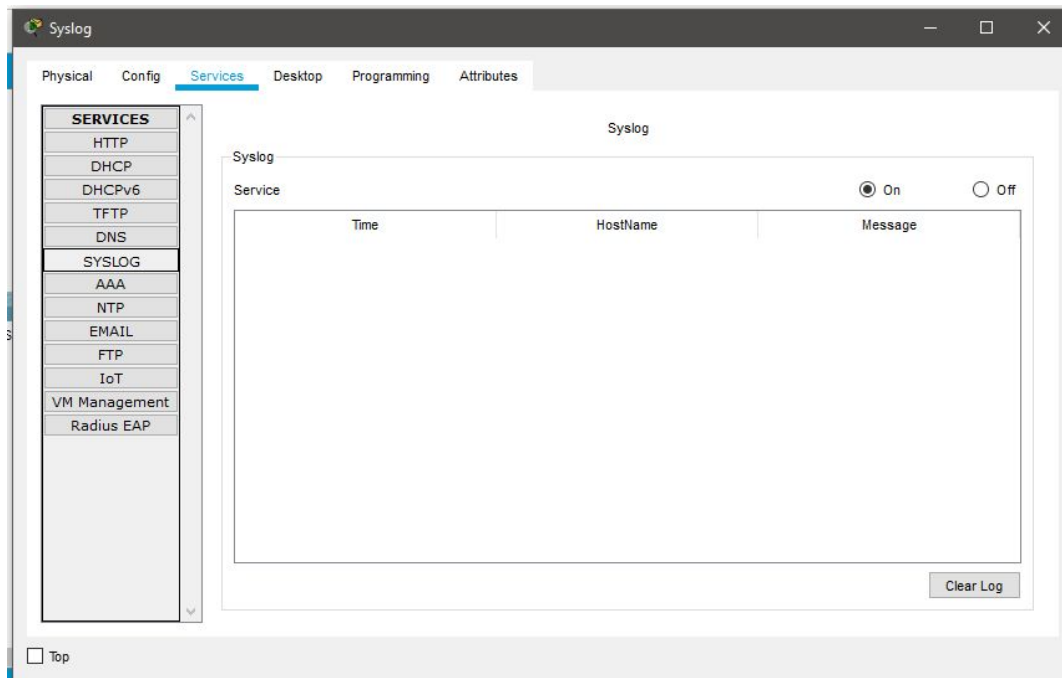 Syslog
Physical Config Services Desktop Programming Attributes
SERVICES
HTTP
DHCP
DHCPv6
TFTP
DNS
SYSLOG
AAA
NTP
EMAIL
FTP
IoT
VM Management
Radius EAP
Syslog
Syslog
Service On Off
Time HostName Message
Clear Log
Top